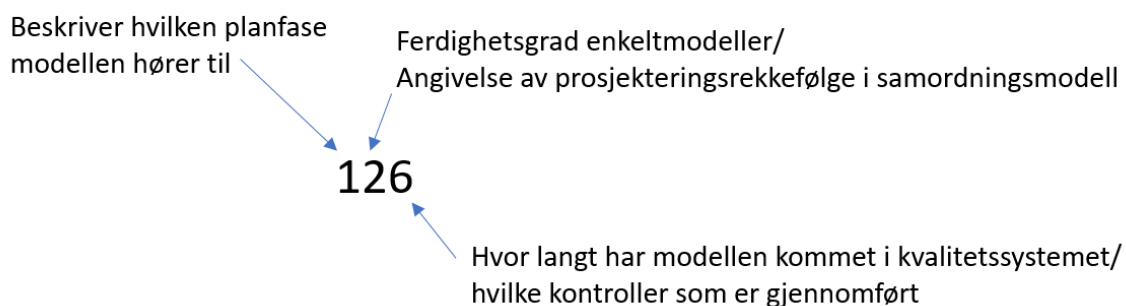 Beskriver hvilken planfase
modellen hører til
Ferdighetsgrad enkeltmodeller/
Angivelse av prosjekteringsrekkefølge i samordningsmodell
126
Hvor langt har modellen kommet i kvalitetssystemet/
hvilke kontroller som er gjennomført